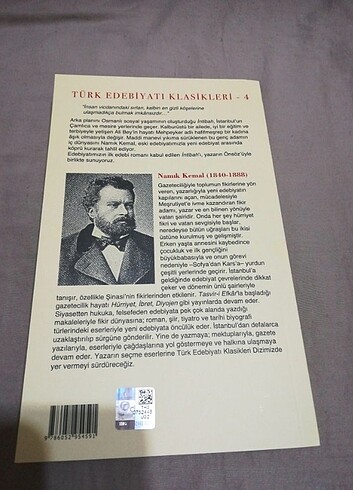 TÜRK EDEBİYATI KLASİKLERİ - 4
"İnsan vicdanındaki sırları, kalbin en gizli köşelerine
ulaşmadıkça bulmak imkânsızdır..."
Arka planını Osmanlı sosyal yaşamının oluşturduğu İntibah, İstanbul'un
Çamlıca ve mesire yerlerinde geçer. Kalburüstü bir ailede, iyi bir eğitim ve
terbiyeyle yetişen Ali Bey'in hayatı Mehpeyker adlı hafifmeşrep bir kadına
âşık olmasıyla değişir. Maddi manevi yıkıma sürüklenen bu genç adamın
iç dünyasını Namık Kemal, eski edebiyatımızla yeni edebiyat arasında
köprü kurarak tahlil ediyor.
Edebiyatımızın ilk edebi romanı kabul edilen İntibah'ı, yazarın Önsöz'üyle
birlikte sunuyoruz.
Namık Kemal (1840-1888)
Gazeteciliğiyle toplumun fikirlerine yön
veren, yazarlığıyla yeni edebiyatın
kapılarını açan, mücadelesiyle
Meşrutiyet'e ivme kazandıran fikir
adamı, yazar ve en bilinen yönüyle
vatan şairidir. Onda her şey hürriyet
fikri ve vatan sevgisiyle başlar,
neredeyse bütün uğraşları bu ikisi
üstüne kurulmuş ve gelişmiştir.
Erken yaşta annesini kaybedince
çocukluk ve ilk gençliğini
büyükbabasıyla ve onun görevi
nedeniyle –Sofya'dan Kars'a– yurdun
çeşitli yerlerinde geçirir. İstanbul'a
geldiğinde edebiyat çevrelerinde dikkat
çeker ve dönemin ünlü şairleriyle
tanışır, özellikle Şinasi'nin fikirlerinden etkilenir. Tasvir-i Efkâr'la başladığı
gazetecilik hayatı Hürriyet, İbret, Diyojen gibi yayınlarda devam eder.
Siyasetten hukuka, felsefeden edebiyata pek çok alanda yazdığı
makaleleriyle fikir dünyasına; roman, şiir, tiyatro ve tarihi biyografi
türlerindeki eserleriyle yeni edebiyata öncülük eder. İstanbul'dan defalarca
uzaklaştırılıp sürgüne gönderilir. Yine de yazmaya; mektuplarıyla, gazete
yazılarıyla, eserleriyle çağdaşlarına yol göstermeye ve halkına ulaşmaya
devam eder. Yazarın seçme eserlerine Türk Edebiyatı Klasikleri Dizimizde
yer vermeyi sürdüreceğiz.